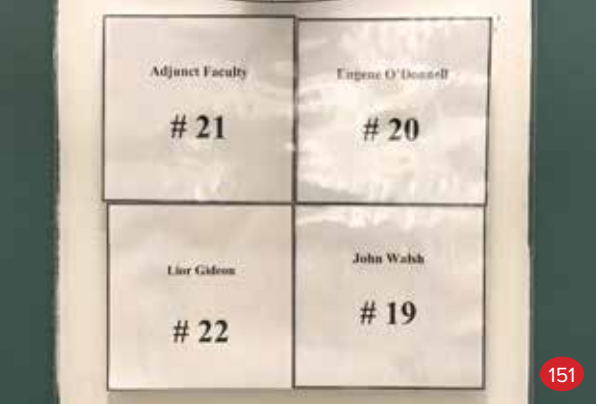 Adjunct Faculty
# 21
Eugene O'Donnell
# 20
Lior Gideon
# 22
John Walsh
# 19
151